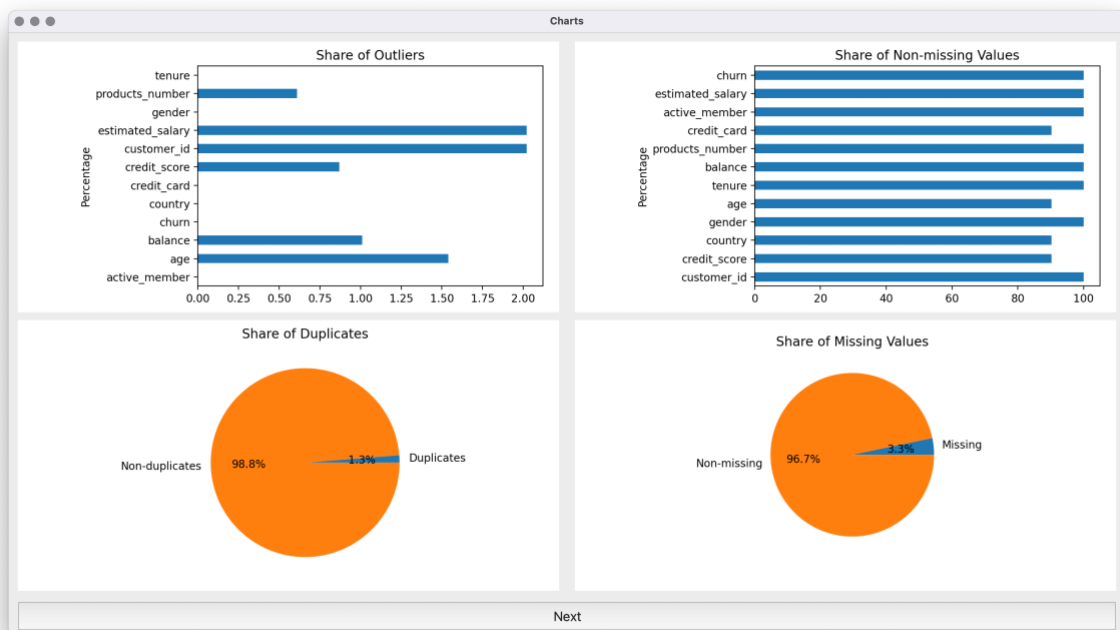 Charts
Share of Outliers
Percentage
tenure
products_number
gender
estimated_salary
customer_id
credit_score
credit_card
country
churn
balance
age
active_member
0.00 0.25 0.50 0.75 1.00 1.25 1.50 1.75 2.00
Share of Non-missing Values
Percentage
churn
estimated_salary
active_member
credit_card
products_number
balance
tenure
age
gender
country
credit_score
customer_id
0 20 40 60 80 100
Share of Duplicates
Non-duplicates 98.8% 1.3% Duplicates
Share of Missing Values
Non-missing 96.7% 3.3% Missing
Next